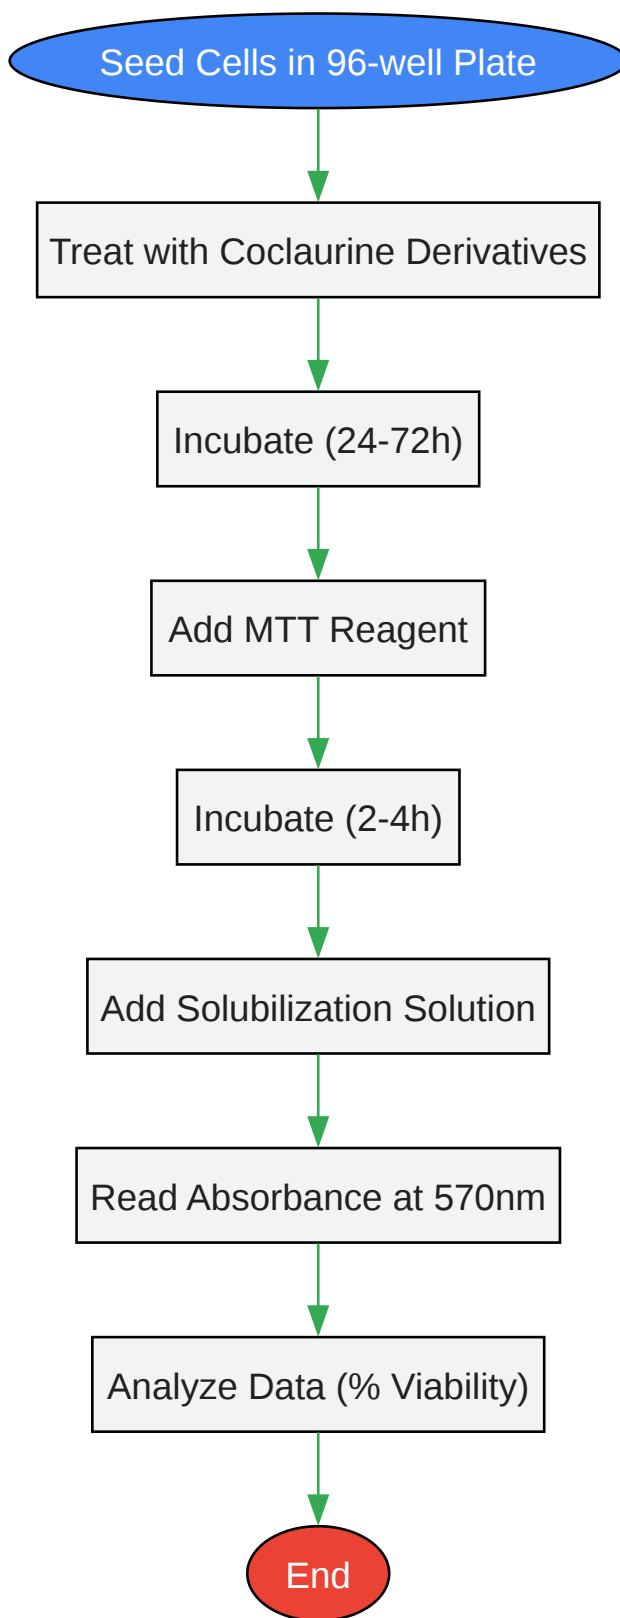 Seed Cells in 96-well Plate
Treat with Coclaurine Derivatives
Incubate (24-72h)
Add MTT Reagent
Incubate (2-4h)
Add Solubilization Solution
Read Absorbance at 570nm
Analyze Data (% Viability)
End